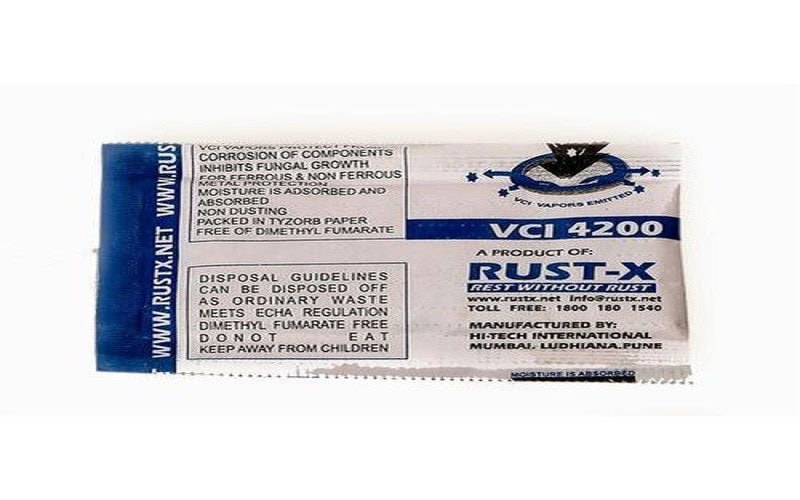 WWW.RUSTX.NET WWW.RUS
VCI VAPORS PROTECT
CORROSION OF COMPONENTS
INHIBITS FUNGAL GROWTH
FOR FERROUS & NON FERROUS
METAL PROTECTION
MOISTURE IS ADSORBED AND
ABSORBED
NON DUSTING
PACKED IN TYZORB PAPER
FREE OF DIMETHYL FUMARATE
DISPOSAL GUIDELINES
CAN BE DISPOSED OFF
AS ORDINARY WASTE
MEETS ECHA REGULATION
DIMETHYL FUMARATE FREE
DONOT EAT
KEEP AWAY FROM CHILDREN
VCI VAPORS EMITTED
VCI 4200
A PRODUCT OF:
RUST-X
REST WITHOUT RUST
www.rustx.net info@rustx.net
TOLL FREE: 1800 180 1540
MANUFACTURED BY:
HI-TECH INTERNATIONAL
MUMBAI, LUDHIANA.PUNE
MOISTURE IS ABSORBED